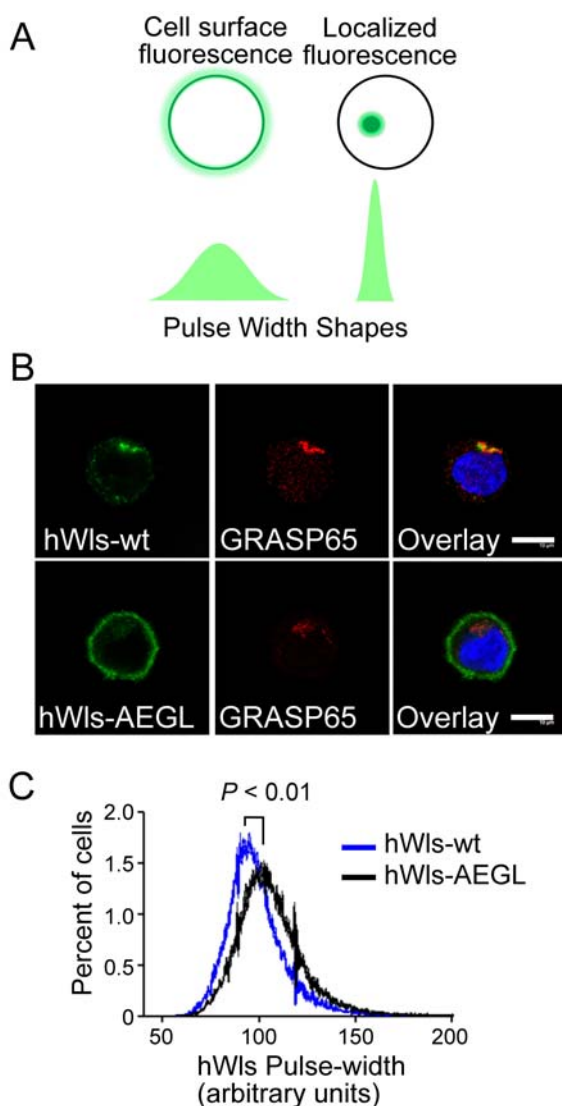 A
Cell surface
fluorescence
Localized
fluorescence
Pulse Width Shapes
B
hWls-wt
GRASP65
Overlay
hWls-AEGL
GRASP65
Overlay
C
P < 0.01
hWls-wt
hWls-AEGL
Percent of cells
2.0
1.5
1.0
0.5
0
50
100
150
200
hWls Pulse-width
(arbitrary units)